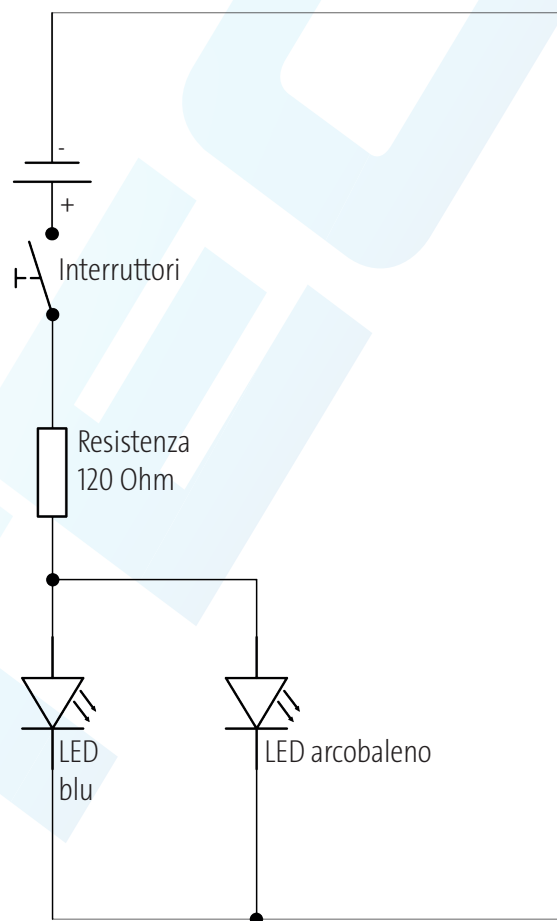 -
+
Interruttori
Resistenza
120 Ohm
LED
blu
LED arcobaleno